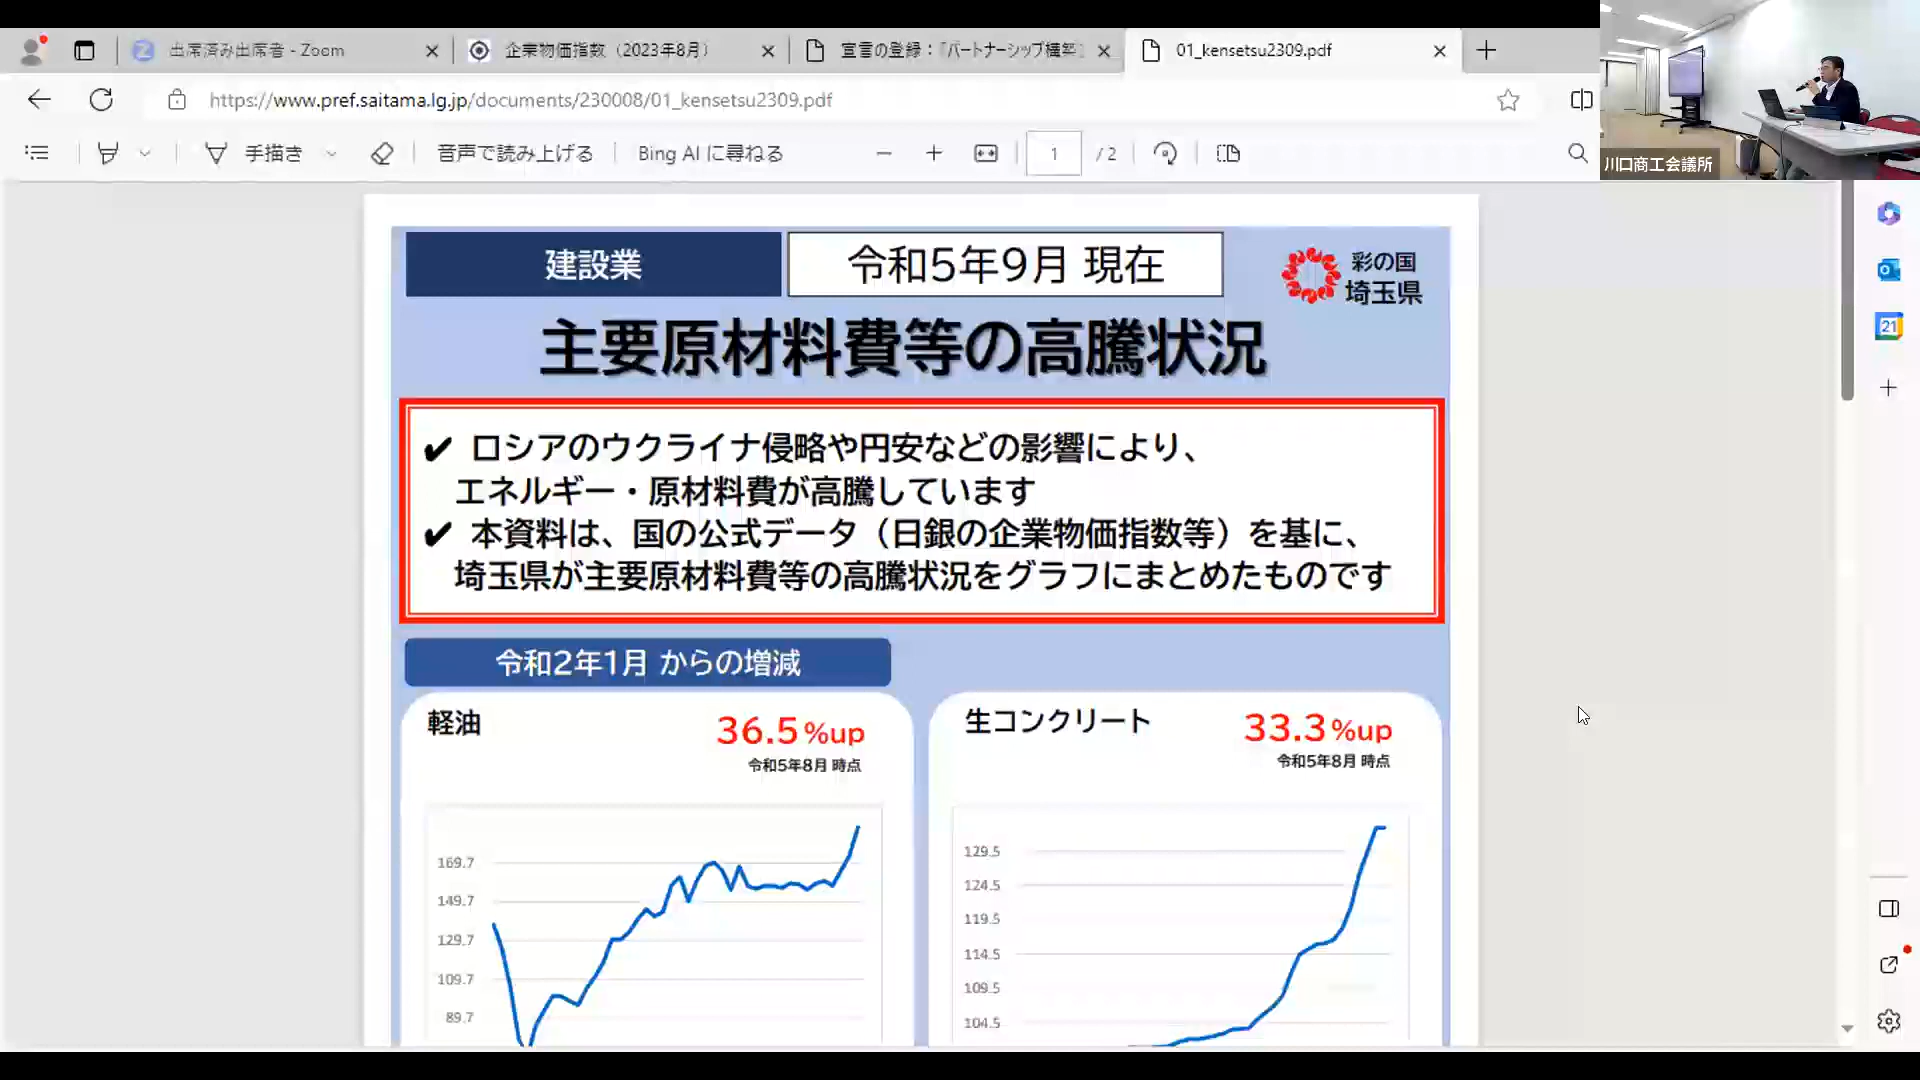 出席済み出席者 - Zoom
企業物価指数（2023年8月）
宣言の登録：「パートナーシップ構築
01_kensetsu2309.pdf
https://www.pref.saitama.lg.jp/documents/230008/01_kensetsu2309.pdf
手描き
音声で読み上げる
Bing AI に尋ねる
1
/ 2
川口商工会議所
21
建設業
令和5年9月 現在
彩の国
埼玉県
主要原材料費等の高騰状況
✔ ロシアのウクライナ侵略や円安などの影響により、
エネルギー・原材料費が高騰しています
✔ 本資料は、国の公式データ（日銀の企業物価指数等）を基に、
埼玉県が主要原材料費等の高騰状況をグラフにまとめたものです
令和2年1月 からの増減
軽油
36.5%up
令和5年8月 時点
169.7
149.7
129.7
109.7
89.7
生コンクリート
33.3%up
令和5年8月 時点
129.5
124.5
119.5
114.5
109.5
104.5